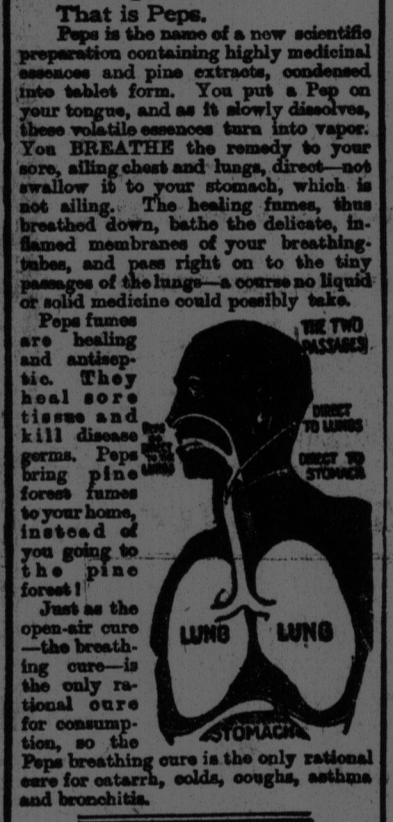 That is Peps.
Peps is the name of a new scientific
preparation containing highly medicinal
essences and pine extracts, condensed
into tablet form. You put a Pep on
your tongue, and as it slowly dissolves,
these volatile essences turn into vapor.
You BREATHE the remedy to your
sore, ailing chest and lungs, direct—not
swallow it to your stomach, which is
not ailing. The healing fumes, thus
breathed down, bathe the delicate, in-
flamed membranes of your breathing-
tubes, and pass right on to the tiny
passages of the lungs—a course no liquid
or solid medicine could possibly take.
Peps fumes
are healing
and antisep-
tic. They
heal sore
tissue and
kill disease
germs. Peps
bring pine
forest fumes
to your home,
instead of
you going to
the pine
forest!
Just as the
open-air cure
—the breath-
ing cure—is
the only ra-
tional cure
for consump-
tion, so the
Peps breathing cure is the only rational
cure for catarrh, colds, coughs, asthma
and bronchitis.
THE TWO
PASSAGES
DIRECT
TO LUNGS
DIRECT TO
STOMACH
LUNGS
LUNG
LUNG
STOMACH